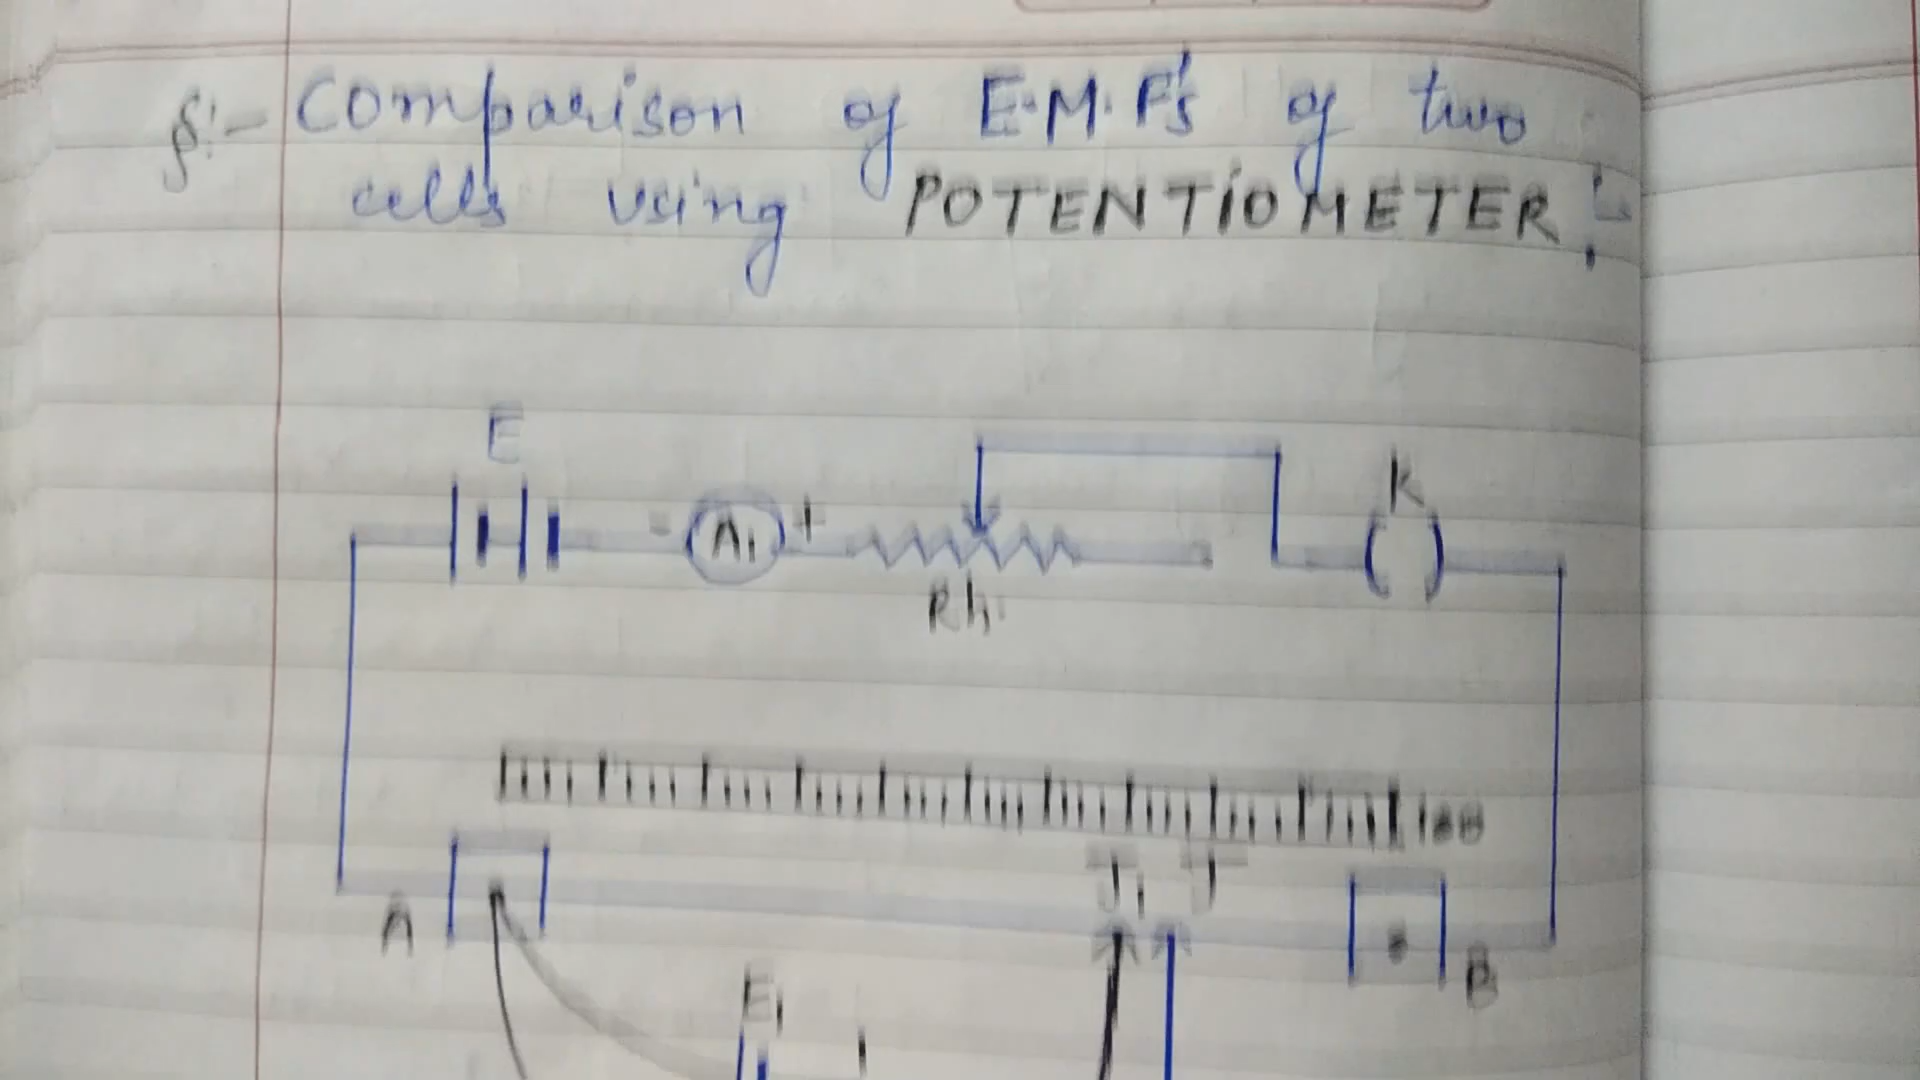 §:- Comparison of E.M.F's of two
cells using POTENTIOMETER :-
E
K
- A1 +
Rh
100
J1 J
A
B
E1